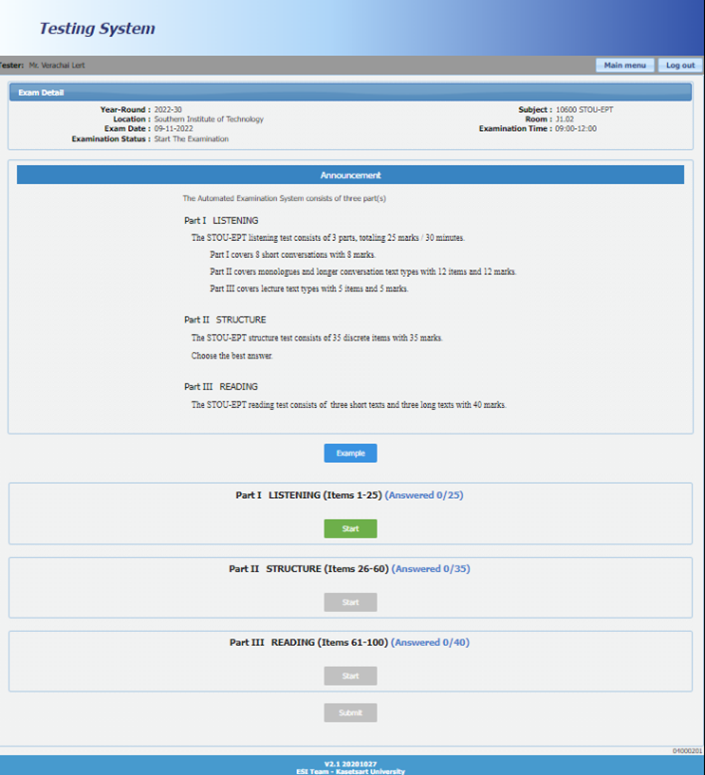 Testing System
Tester: Mr. Verachai Lert
Main menu Log out
Exam Detail
Year-Round : 2022-30
Subject : 10600 STOU-EPT
Location : Southern Institute of Technology
Room : J1.02
Exam Date : 09-11-2022
Examination Time : 09:00-12:00
Examination Status : Start The Examination
Announcement
The Automated Examination System consists of three part(s)
Part I LISTENING
The STOU-EPT listening test consists of 3 parts, totaling 25 marks / 30 minutes.
Part I covers 8 short conversations with 8 marks.
Part II covers monologues and longer conversation text types with 12 items and 12 marks.
Part III covers lecture text types with 5 items and 5 marks.
Part II STRUCTURE
The STOU-EPT structure test consists of 35 discrete items with 35 marks.
Choose the best answer.
Part III READING
The STOU-EPT reading test consists of three short texts and three long texts with 40 marks.
Example
Part I LISTENING (Items 1-25) (Answered 0/25)
Start
Part II STRUCTURE (Items 26-60) (Answered 0/35)
Start
Part III READING (Items 61-100) (Answered 0/40)
Start
Submit
04000201
V2.1 20201027
ESI Team - Kasetsart University